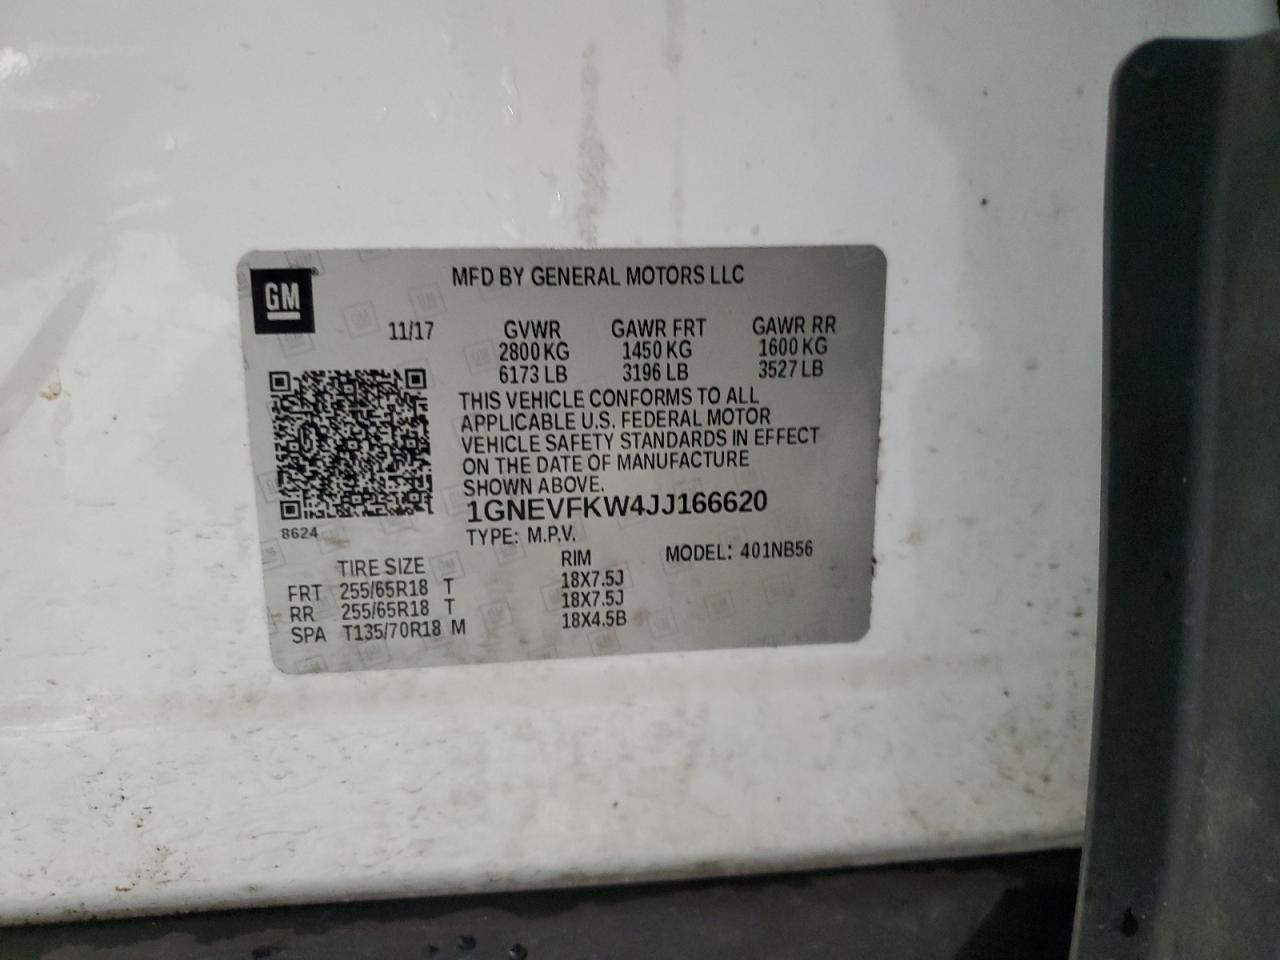 GM
MFD BY GENERAL MOTORS LLC
11/17 GVWR GAWR FRT GAWR RR
2800 KG 1450 KG 1600 KG
6173 LB 3196 LB 3527 LB
THIS VEHICLE CONFORMS TO ALL
APPLICABLE U.S. FEDERAL MOTOR
VEHICLE SAFETY STANDARDS IN EFFECT
ON THE DATE OF MANUFACTURE
SHOWN ABOVE.
1GNEVFKW4JJ166620
8624
TYPE: M.P.V. MODEL: 401NB56
TIRE SIZE RIM
FRT 255/65R18 T 18X7.5J
RR 255/65R18 T 18X7.5J
SPA T135/70R18 M 18X4.5B